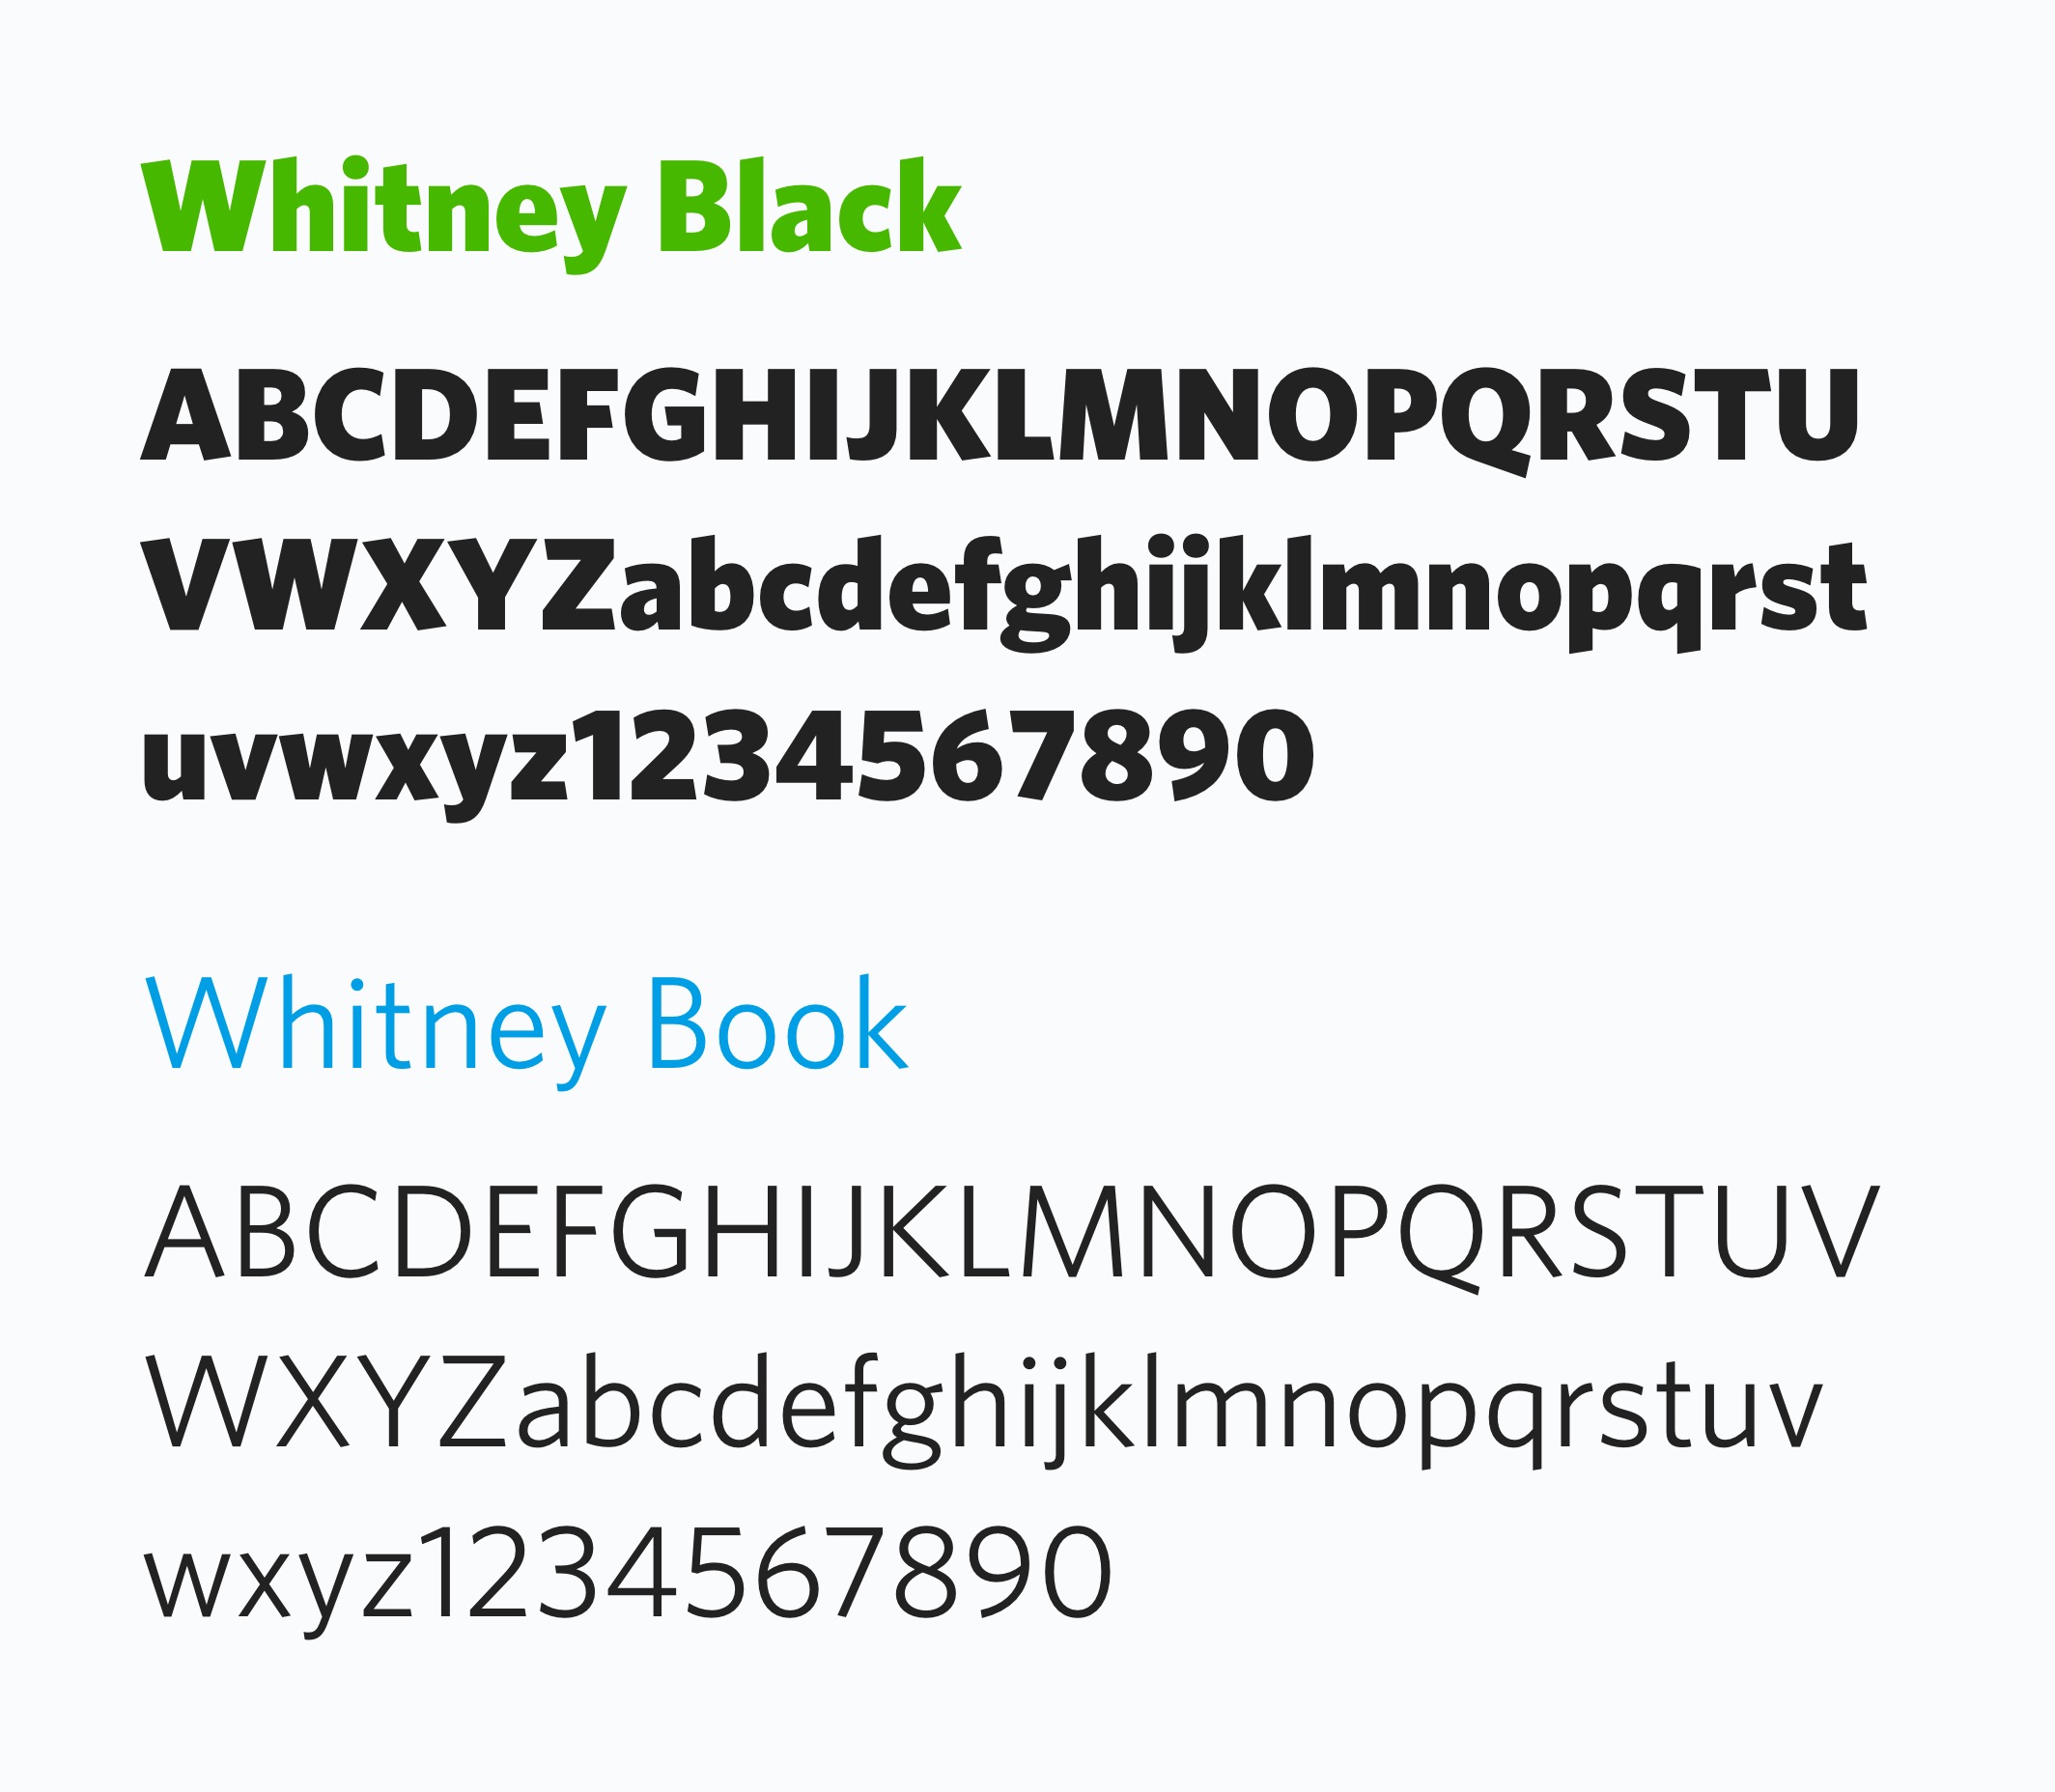 Whitney Black
ABCDEFGHIJKLMNOPQRSTU
VWXYZabcdefghijklmnopqrst
uvwxyz1234567890
Whitney Book
ABCDEFGHIJKLMNOPQRSTUV
WXYZabcdefghijklmnopqrstuv
wxyz1234567890